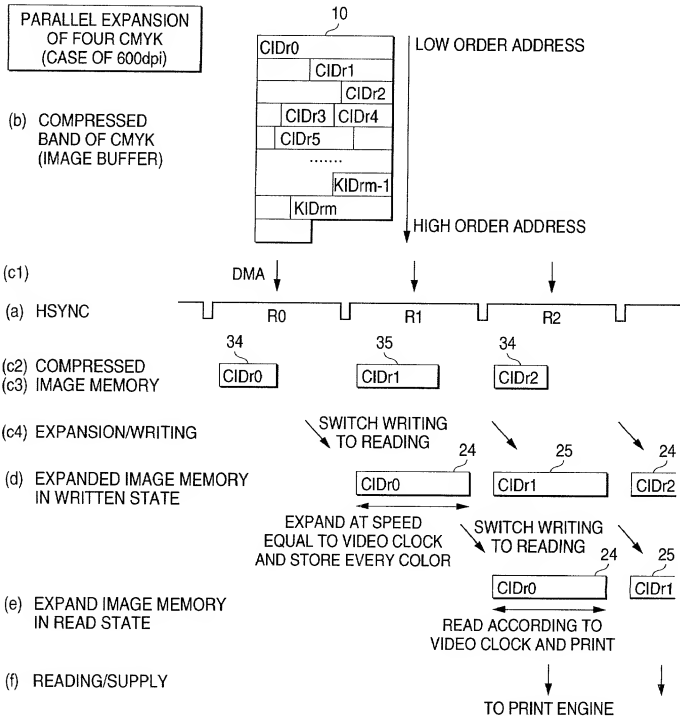 PARALLEL EXPANSION
OF FOUR CMYK
(CASE OF 600dpi)
10
LOW ORDER ADDRESS
CIDr0
CIDr1
CIDr2
CIDr3 CIDr4
CIDr5
.......
KIDrm-1
KIDrm
HIGH ORDER ADDRESS
(b) COMPRESSED
BAND OF CMYK
(IMAGE BUFFER)
(c1) DMA
(a) HSYNC R0 R1 R2
34 35 34
(c2) COMPRESSED
(c3) IMAGE MEMORY
CIDr0 CIDr1 CIDr2
(c4) EXPANSION/WRITING
SWITCH WRITING
TO READING
24 25 24
(d) EXPANDED IMAGE MEMORY
IN WRITTEN STATE
CIDr0 CIDr1 CIDr2
EXPAND AT SPEED
EQUAL TO VIDEO CLOCK
AND STORE EVERY COLOR
SWITCH WRITING
TO READING
24 25
(e) EXPAND IMAGE MEMORY
IN READ STATE
CIDr0 CIDr1
READ ACCORDING TO
VIDEO CLOCK AND PRINT
(f) READING/SUPPLY
TO PRINT ENGINE